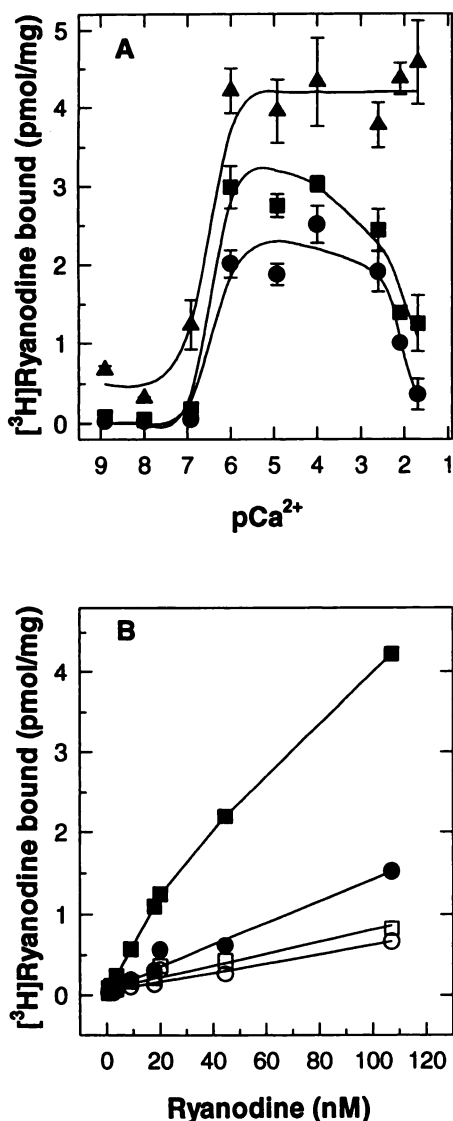 A
[³H]Ryanodine bound (pmol/mg)
5
4
3
2
1
0
9 8 7 6 5 4 3 2 1
pCa²⁺
B
[³H]Ryanodine bound (pmol/mg)
4
3
2
1
0
0 20 40 60 80 100 120
Ryanodine (nM)